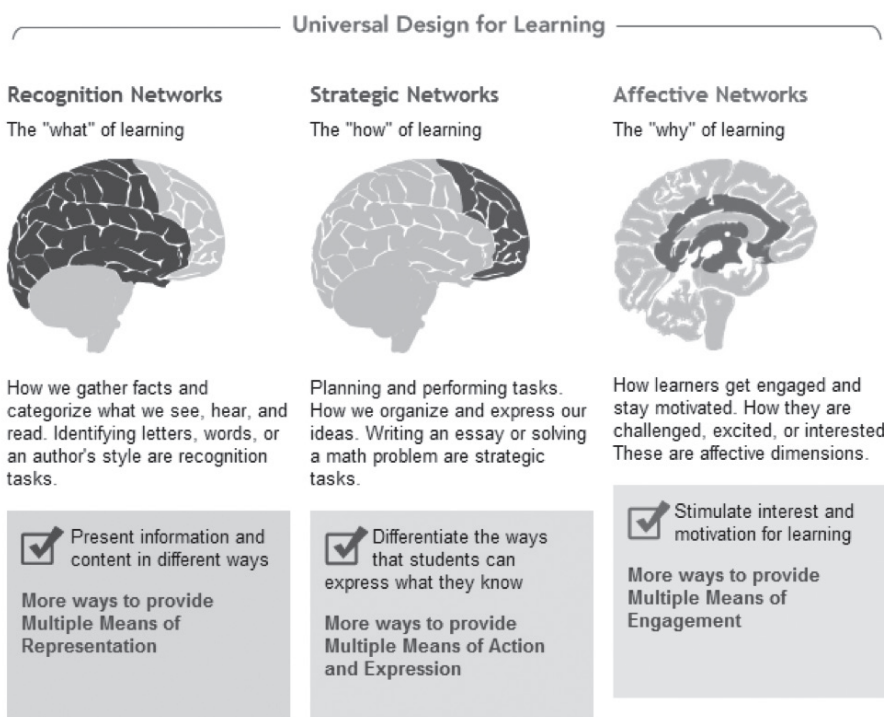 Universal Design for Learning
Recognition Networks
The "what" of learning
How we gather facts and
categorize what we see, hear, and
read. Identifying letters, words, or
an author's style are recognition
tasks.
Present information and
content in different ways
More ways to provide
Multiple Means of
Representation
Strategic Networks
The "how" of learning
Planning and performing tasks.
How we organize and express our
ideas. Writing an essay or solving
a math problem are strategic
tasks.
Differentiate the ways
that students can
express what they know
More ways to provide
Multiple Means of Action
and Expression
Affective Networks
The "why" of learning
How learners get engaged and
stay motivated. How they are
challenged, excited, or interested
These are affective dimensions.
Stimulate interest and
motivation for learning
More ways to provide
Multiple Means of
Engagement